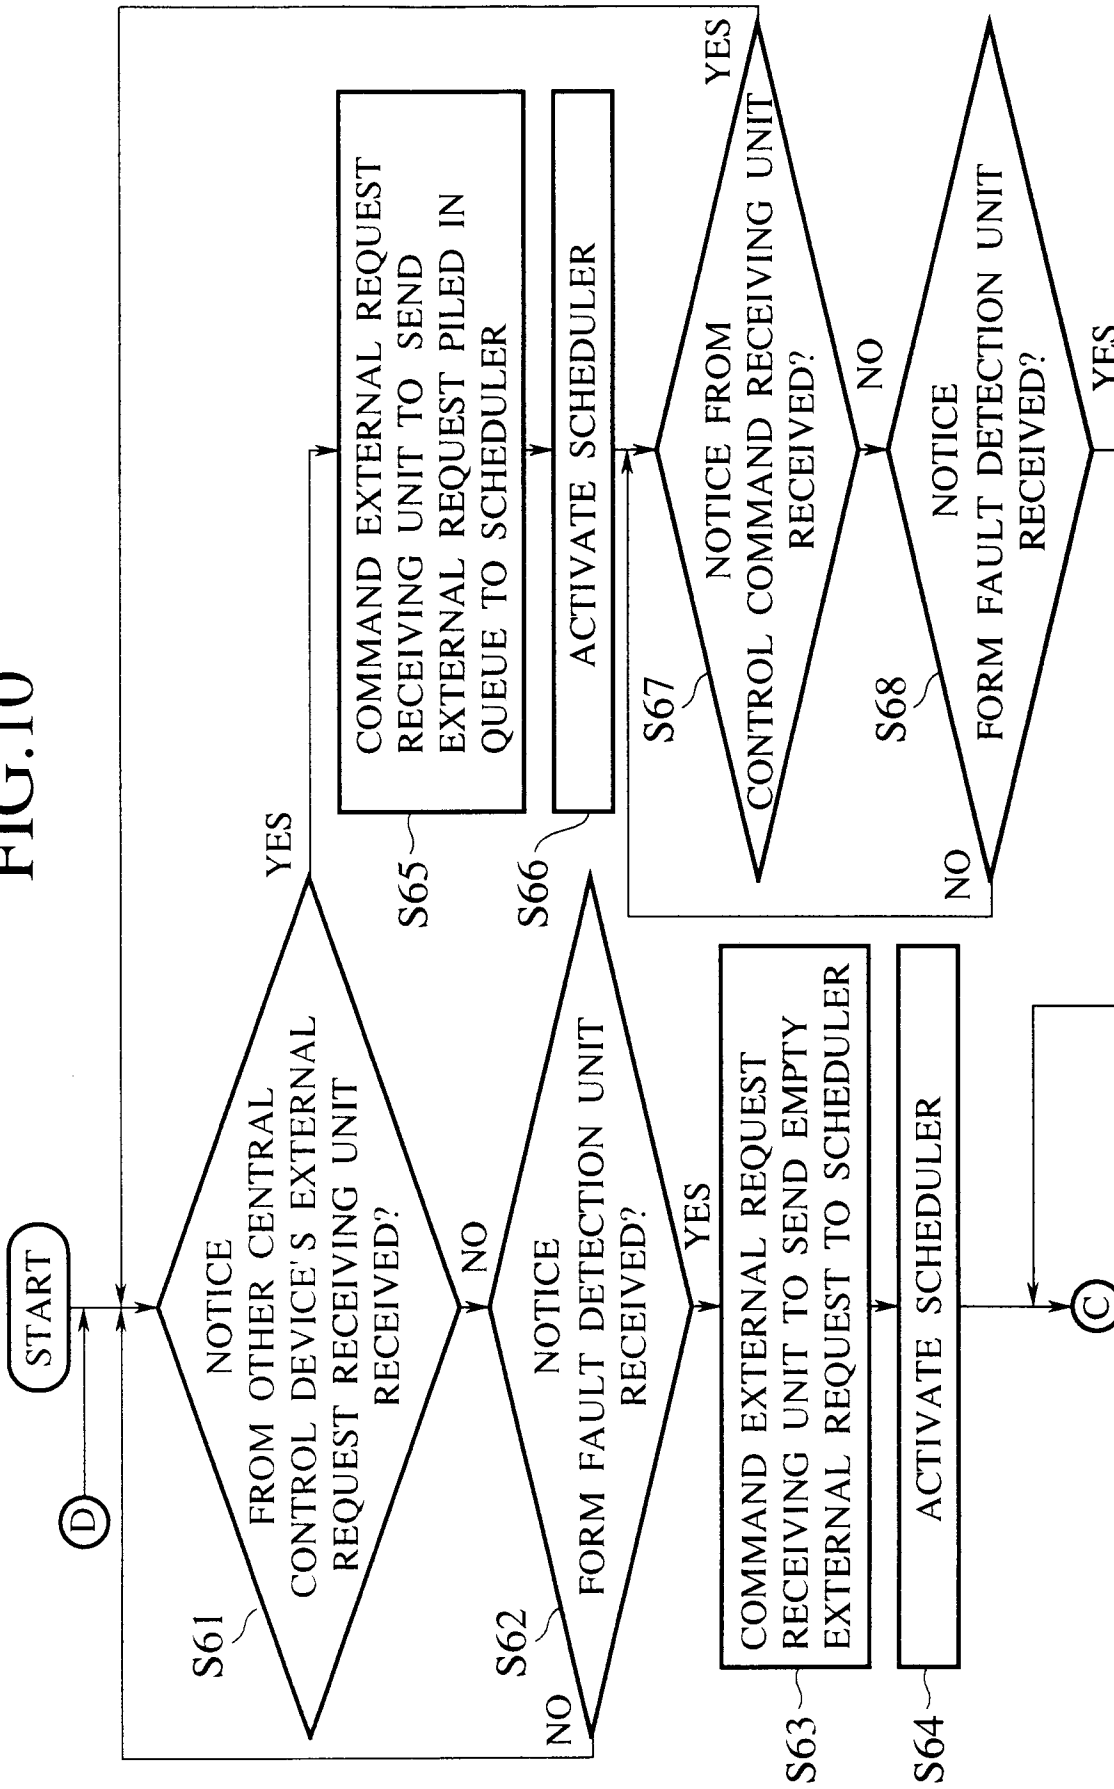 FIG.10
START
D
NOTICE
FROM OTHER CENTRAL
CONTROL DEVICE'S EXTERNAL
REQUEST RECEIVING UNIT
RECEIVED?
S61
YES
NO
NOTICE
FORM FAULT DETECTION UNIT
RECEIVED?
S62
NO
YES
COMMAND EXTERNAL REQUEST
RECEIVING UNIT TO SEND EMPTY
EXTERNAL REQUEST TO SCHEDULER
S63
ACTIVATE SCHEDULER
S64
C
COMMAND EXTERNAL REQUEST
RECEIVING UNIT TO SEND
EXTERNAL REQUEST PILED IN
QUEUE TO SCHEDULER
S65
ACTIVATE SCHEDULER
S66
NOTICE FROM
CONTROL COMMAND RECEIVING UNIT
RECEIVED?
S67
YES
NO
NOTICE
FORM FAULT DETECTION UNIT
RECEIVED?
S68
NO
YES